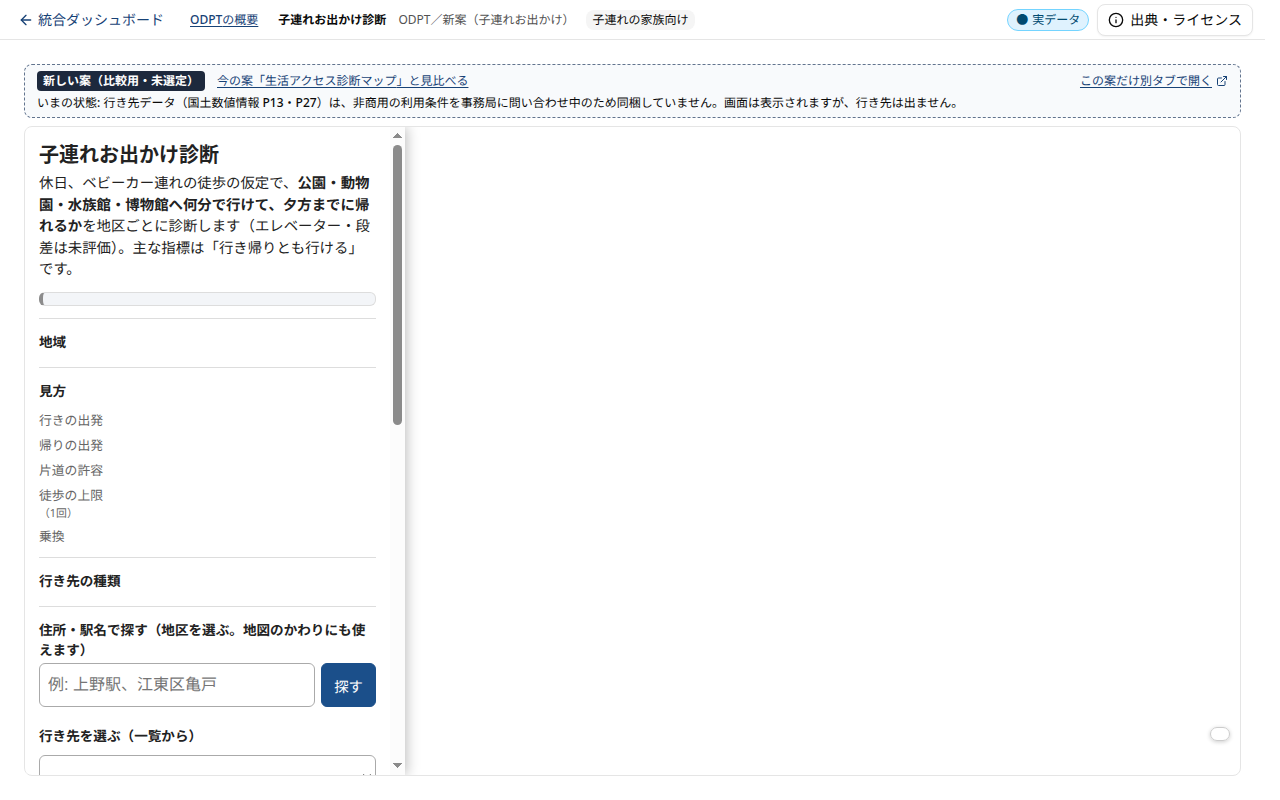 統合ダッシュボード ODPTの概要 子連れお出かけ診断 ODPT／新案（子連れお出かけ） 子連れの家族向け 実データ 出典・ライセンス
新しい案（比較用・未選定） 今の案「生活アクセス診断マップ」と見比べる この案だけ別タブで開く
いまの状態: 行き先データ（国土数値情報 P13・P27）は、非商用の利用条件を事務局に問い合わせ中のため同梱していません。画面は表示されますが、行き先は出ません。
子連れお出かけ診断
休日、ベビーカー連れの徒歩の仮定で、公園・動物
園・水族館・博物館へ何分で行けて、夕方までに帰
れるかを地区ごとに診断します（エレベーター・段
差は未評価）。主な指標は「行き帰りとも行ける」
です。
地域
見方
行きの出発
帰りの出発
片道の許容
徒歩の上限
（1回）
乗換
行き先の種類
住所・駅名で探す（地区を選ぶ。地図のかわりにも使
えます）
例: 上野駅、江東区亀戸 探す
行き先を選ぶ（一覧から）